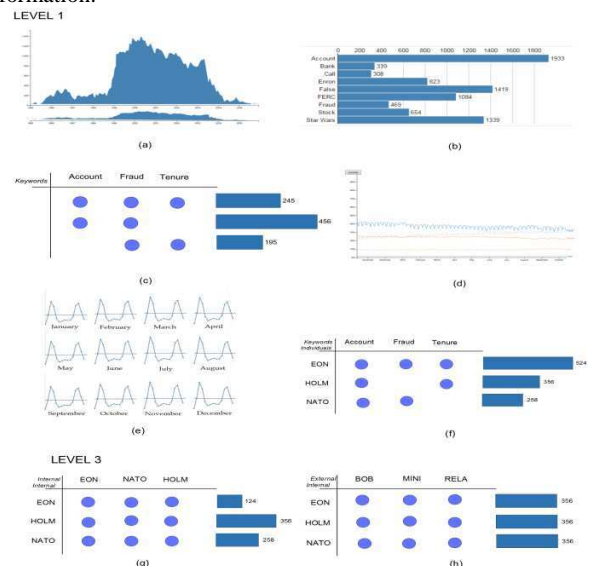 formation.
LEVEL 1
(a)
0 200 400 600 800 1000 1200 1400 1600 1800
Account 1933
Bank 339
Call 308
Enron 823
False 1419
FERC 1084
Fraud 469
Stock 654
Star Wars 1339
(b)
Keywords Account Fraud Tenure
245
456
195
(c)
(d)
January February March April
May June July August
September October November December
(e)
Keywords
Individuals
Account Fraud Tenure
EON 524
HOLM 356
NATO 258
(f)
LEVEL 3
Internal
Internal
EON NATO HOLM
EON 124
HOLM 356
NATO 258
(g)
External
Internal
BOB MINI RELA
EON 356
HOLM 356
NATO 356
(h)